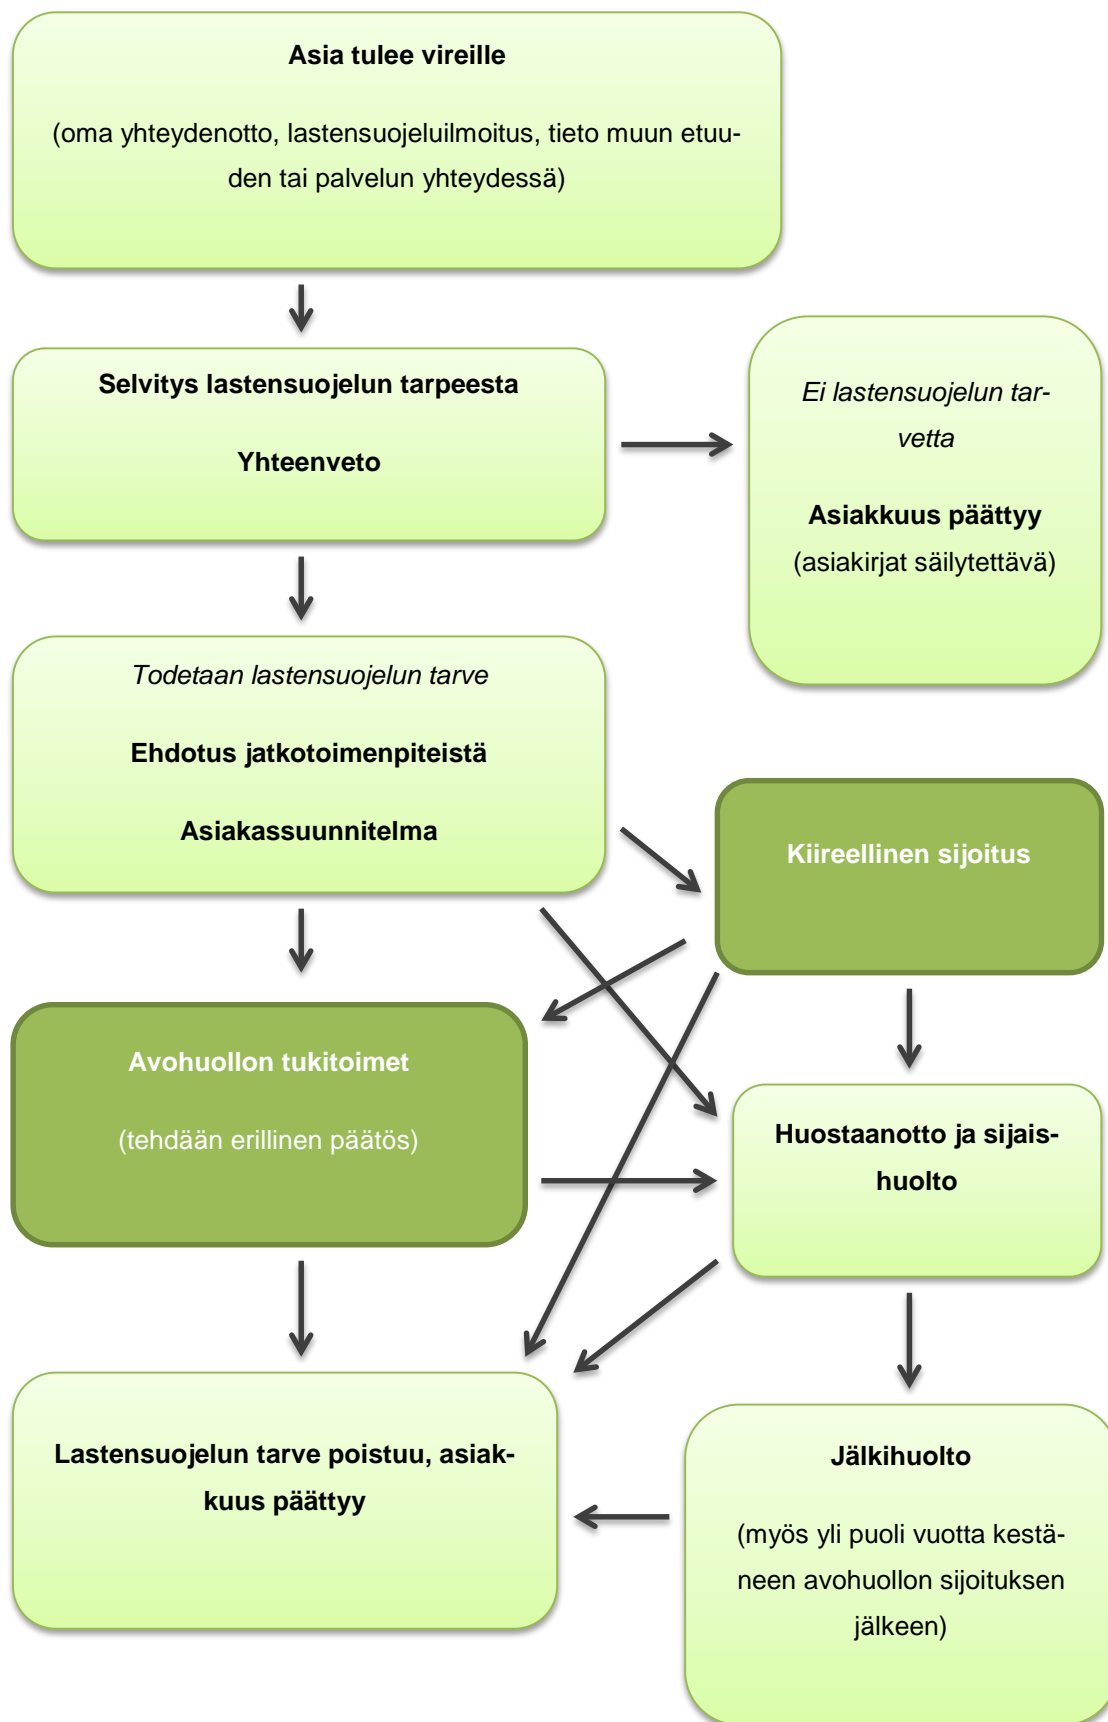 Asia tulee vireille
(oma yhteydenotto, lastensuojeluilmoitus, tieto muun etuu-
den tai palvelun yhteydessä)
Selvitys lastensuojelun tarpeesta
Yhteenveto
Ei lastensuojelun tar-
vetta
Asiakkuus päättyy
(asiakirjat säilytettävä)
Todetaan lastensuojelun tarve
Ehdotus jatkotoimenpiteistä
Asiakassuunnitelma
Kiireellinen sijoitus
Avohuollon tukitoimet
(tehdään erillinen päätös)
Huostaanotto ja sijais-
huolto
Lastensuojelun tarve poistuu, asiak-
kuus päättyy
Jälkihuolto
(myös yli puoli vuotta kestä-
neen avohuollon sijoituksen
jälkeen)